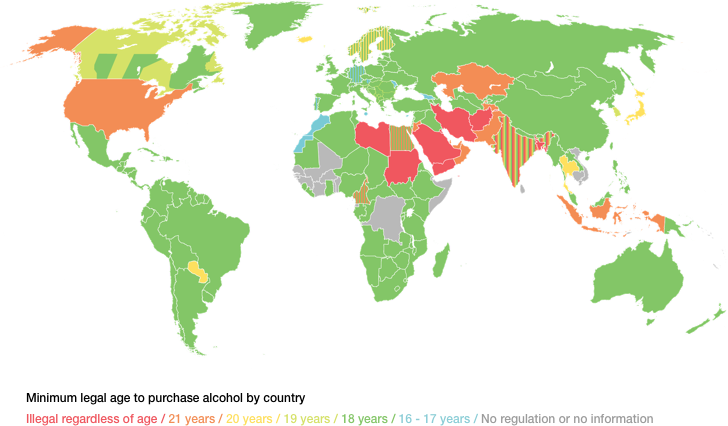 Minimum legal age to purchase alcohol by country
Illegal regardless of age / 21 years / 20 years / 19 years / 18 years / 16 - 17 years / No regulation or no information